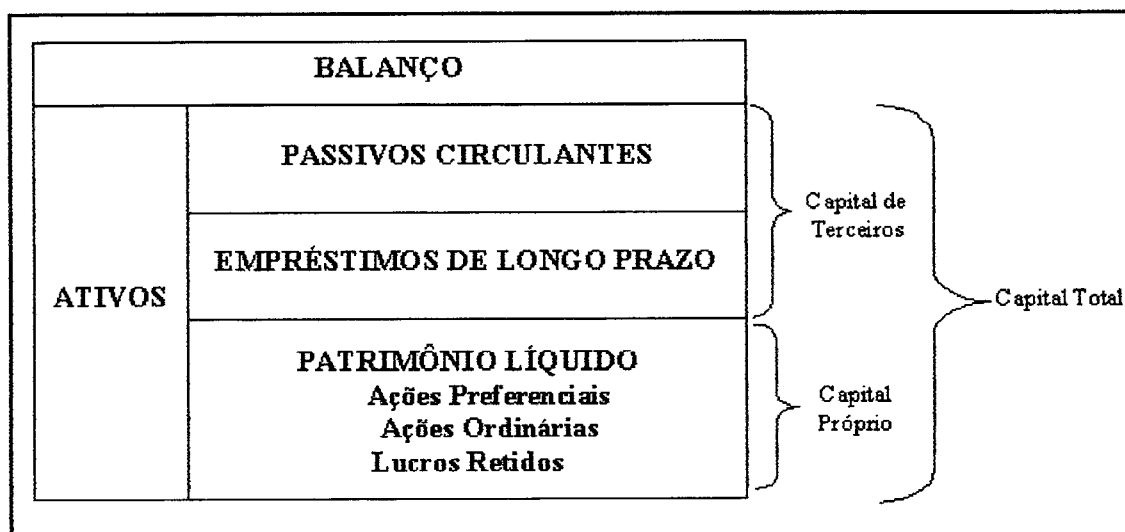 BALANÇO
ATIVOS
PASSIVOS CIRCULANTES
EMPRÉSTIMOS DE LONGO PRAZO
PATRIMÔNIO LÍQUIDO
Ações Preferenciais
Ações Ordinárias
Lucros Retidos
Capital de
Terceiros
Capital
Próprio
Capital Total